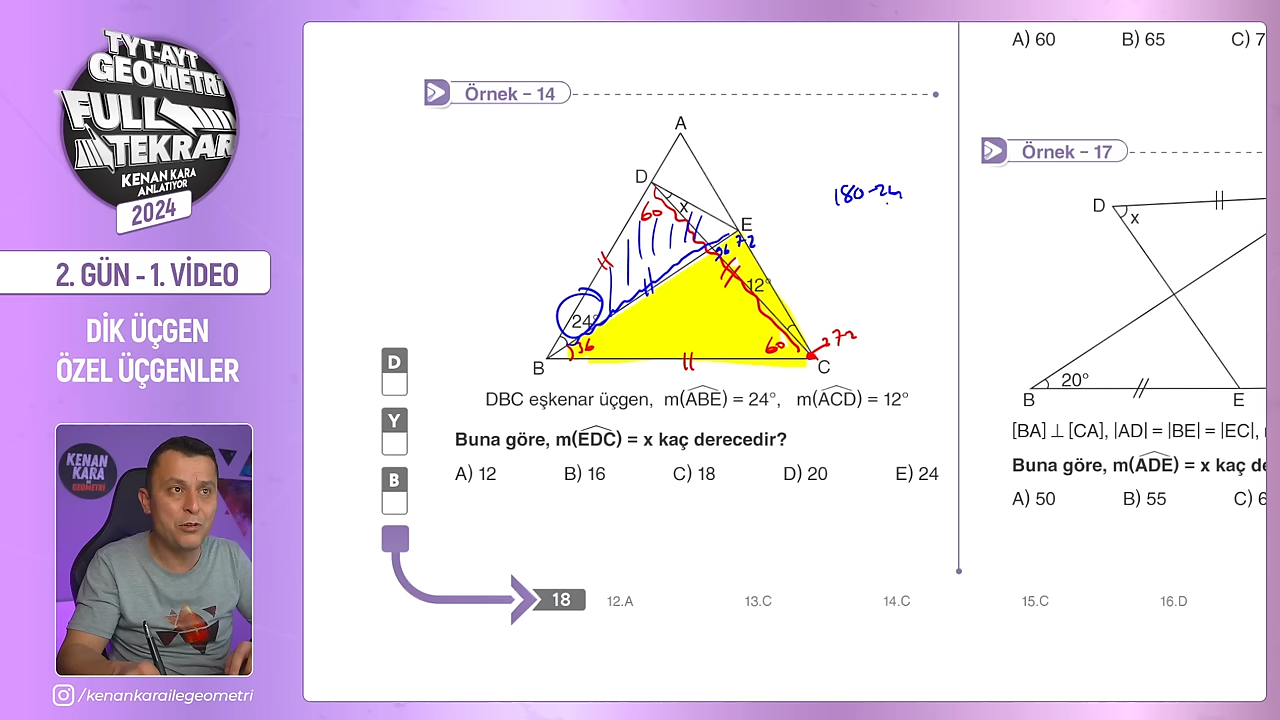 TYT-AYT
GEOMETRİ
FULL
TEKRAR
KENAN KARA
ANLATIYOR
2024
2. GÜN - 1. VİDEO
DİK ÜÇGEN
ÖZEL ÜÇGENLER
KENAN
KARA
GEOMETRİ
/kenankarailegeometri
D
Y
B
Örnek – 14
A
D
x
60
E
180-24
36 72
12°
24°
36
60
72
B
C
DBC eşkenar üçgen, m(ABE) = 24°, m(ACD) = 12°
Buna göre, m(EDC) = x kaç derecedir?
A) 12 B) 16 C) 18 D) 20 E) 24
18
12.A 13.C 14.C 15.C 16.D
A) 60 B) 65 C) 7
Örnek – 17
D
x
20°
B
E
[BA] ⊥ [CA], |AD| = |BE| = |EC|,
Buna göre, m(ADE) = x kaç de
A) 50 B) 55 C) 6